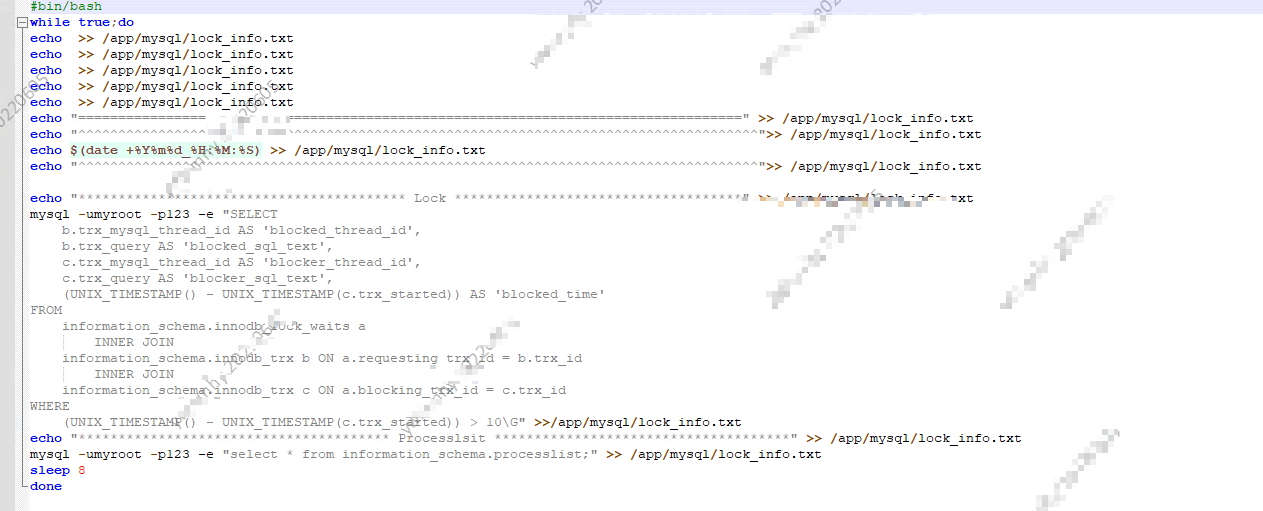 #bin/bash
while true;do
echo  >> /app/mysql/lock_info.txt
echo  >> /app/mysql/lock_info.txt
echo  >> /app/mysql/lock_info.txt
echo  >> /app/mysql/lock_info.txt
echo  >> /app/mysql/lock_info.txt
echo "===================================================================================" >> /app/mysql/lock_info.txt
echo "^^^^^^^^^^^^^^^^^^^^^^^^^^^^^^^^^^^^^^^^^^^^^^^^^^^^^^^^^^^^^^^^^^^^^^^^^^^^^^^^^^^^^">> /app/mysql/lock_info.txt
echo $(date +%Y%m%d_%H:%M:%S) >> /app/mysql/lock_info.txt
echo "^^^^^^^^^^^^^^^^^^^^^^^^^^^^^^^^^^^^^^^^^^^^^^^^^^^^^^^^^^^^^^^^^^^^^^^^^^^^^^^^^^^^^">> /app/mysql/lock_info.txt
echo "***************************************** Lock ************************************" >> /app/mysql/lock_info.txt
mysql -umyroot -p123 -e "SELECT
    b.trx_mysql_thread_id AS 'blocked_thread_id',
    b.trx_query AS 'blocked_sql_text',
    c.trx_mysql_thread_id AS 'blocker_thread_id',
    c.trx_query AS 'blocker_sql_text',
    (UNIX_TIMESTAMP() - UNIX_TIMESTAMP(c.trx_started)) AS 'blocked_time'
FROM
    information_schema.innodb_lock_waits a
        INNER JOIN
    information_schema.innodb_trx b ON a.requesting_trx_id = b.trx_id
        INNER JOIN
    information_schema.innodb_trx c ON a.blocking_trx_id = c.trx_id
WHERE
    (UNIX_TIMESTAMP() - UNIX_TIMESTAMP(c.trx_started)) > 10\G" >>/app/mysql/lock_info.txt
echo "*************************************** Processlsit *************************************" >> /app/mysql/lock_info.txt
mysql -umyroot -p123 -e "select * from information_schema.processlist;" >> /app/mysql/lock_info.txt
sleep 8
done